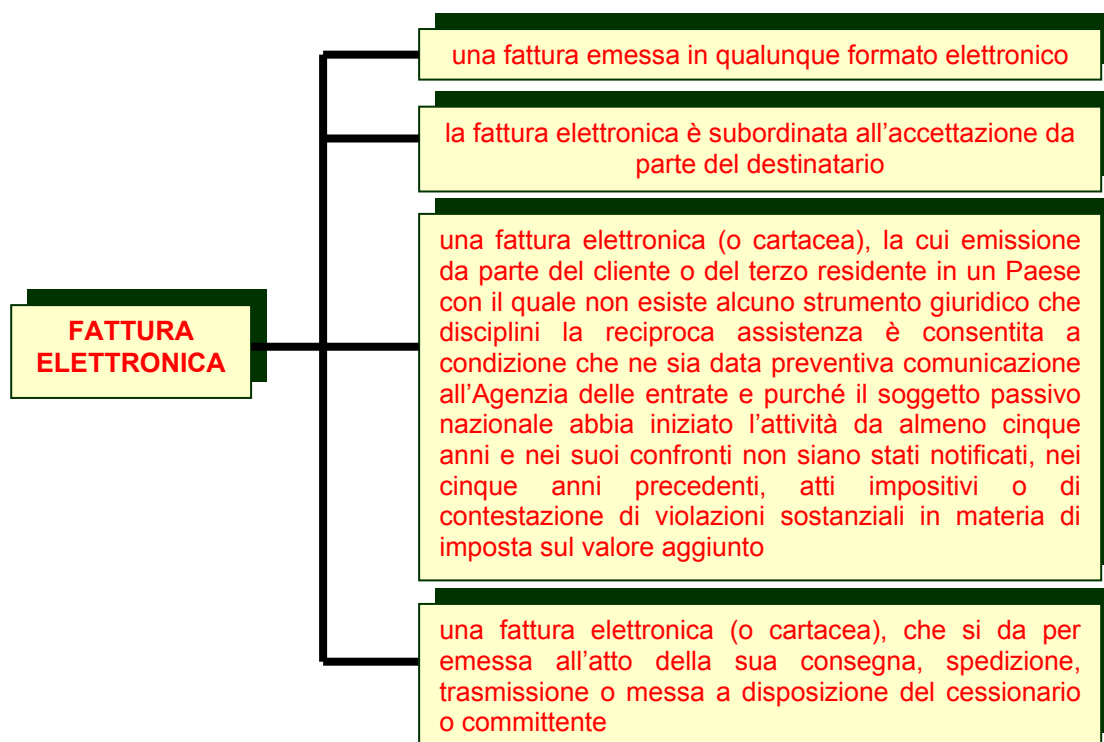 una fattura emessa in qualunque formato elettronico
la fattura elettronica è subordinata all’accettazione da
parte del destinatario
una fattura elettronica (o cartacea), la cui emissione
da parte del cliente o del terzo residente in un Paese
con il quale non esiste alcuno strumento giuridico che
disciplini la reciproca assistenza è consentita a
condizione che ne sia data preventiva comunicazione
all’Agenzia delle entrate e purché il soggetto passivo
nazionale abbia iniziato l’attività da almeno cinque
anni e nei suoi confronti non siano stati notificati, nei
cinque anni precedenti, atti impositivi o di
contestazione di violazioni sostanziali in materia di
imposta sul valore aggiunto
FATTURA
ELETTRONICA
una fattura elettronica (o cartacea), che si da per
emessa all’atto della sua consegna, spedizione,
trasmissione o messa a disposizione del cessionario
o committente